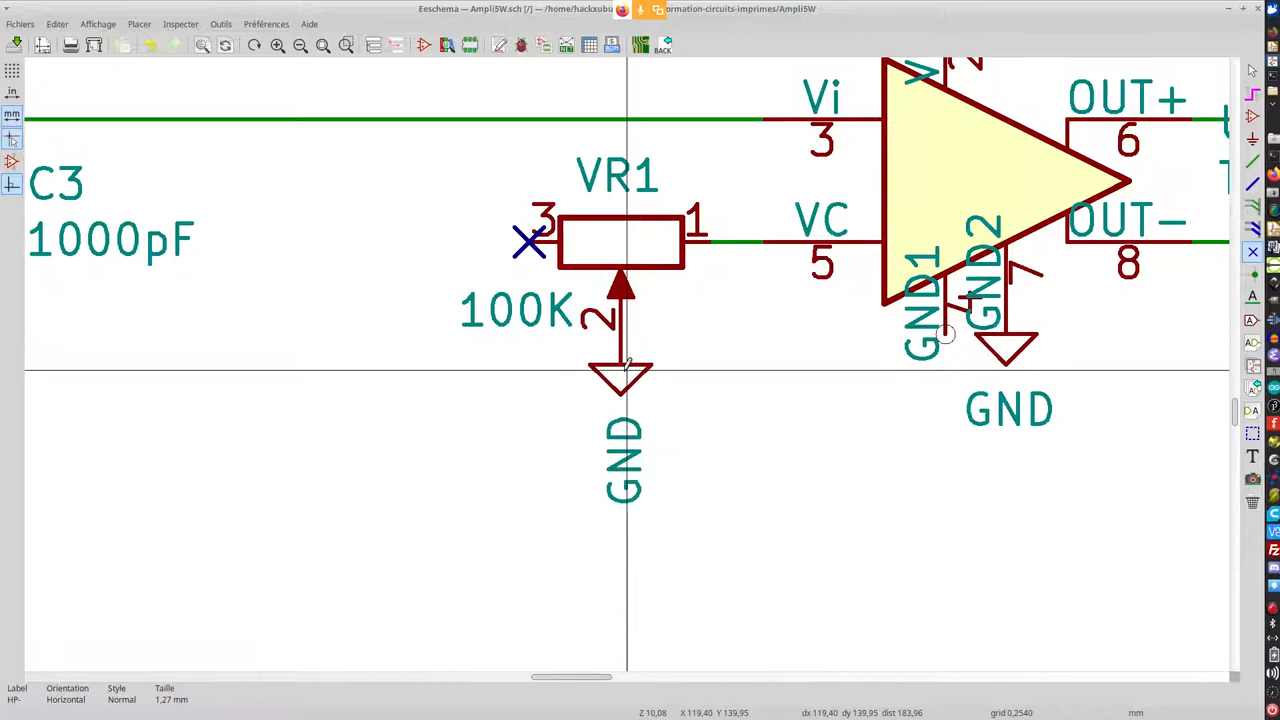 Eeschema — Ampli5W.sch [/] — /home/hackxubu
ormation-circuits-imprimes/Ampli5W
Fichiers Editer Affichage Placer Inspecter Outils Préférences Aide
BACK
in
mm
Vi
3
OUT+
6
C3
1000pF
VR1
3
1
VC
5
OUT-
8
100K
2
GND1
4
GND2
7
GND
GND
Label Orientation Style Taille
HP- Horizontal Normal 1,27 mm
Z 10,08 X 119,40 Y 139,95 dx 119,40 dy 139,95 dist 183,96 grid 0,2540 mm